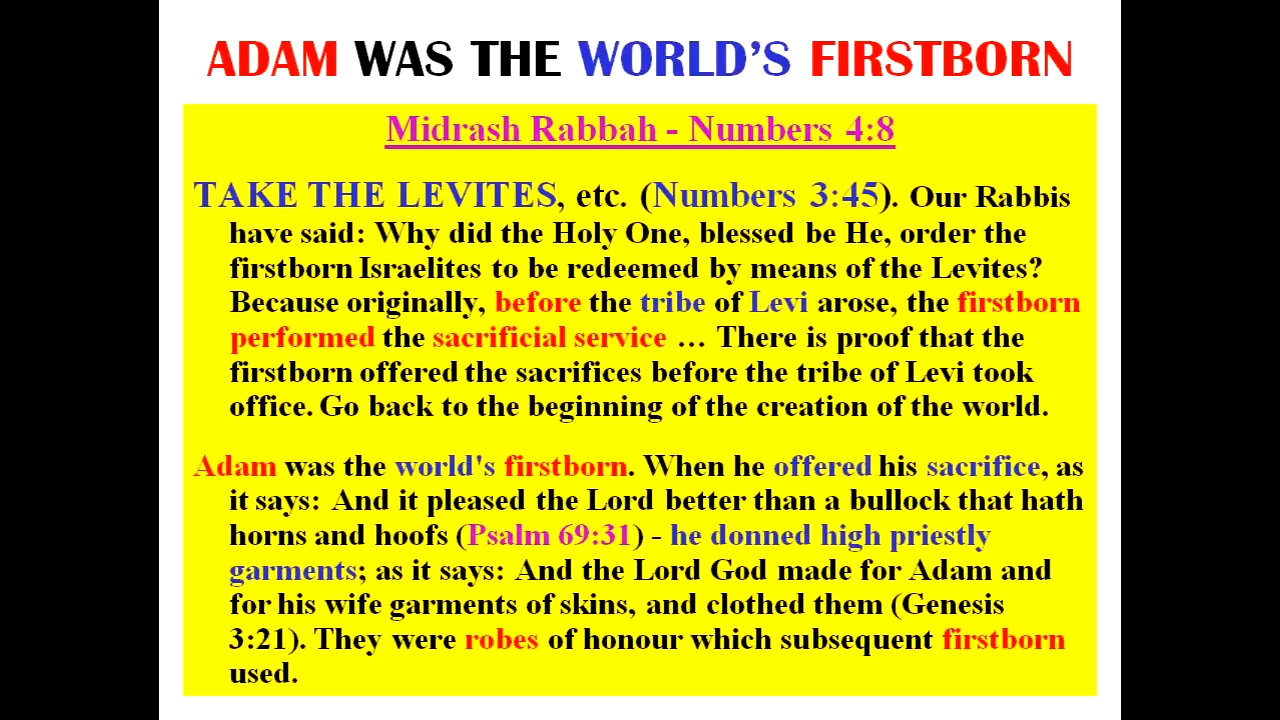 ADAM WAS THE WORLD’S FIRSTBORN
Midrash Rabbah - Numbers 4:8
TAKE THE LEVITES, etc. (Numbers 3:45). Our Rabbis
have said: Why did the Holy One, blessed be He, order the
firstborn Israelites to be redeemed by means of the Levites?
Because originally, before the tribe of Levi arose, the firstborn
performed the sacrificial service … There is proof that the
firstborn offered the sacrifices before the tribe of Levi took
office. Go back to the beginning of the creation of the world.
Adam was the world's firstborn. When he offered his sacrifice, as
it says: And it pleased the Lord better than a bullock that hath
horns and hoofs (Psalm 69:31) - he donned high priestly
garments; as it says: And the Lord God made for Adam and
for his wife garments of skins, and clothed them (Genesis
3:21). They were robes of honour which subsequent firstborn
used.